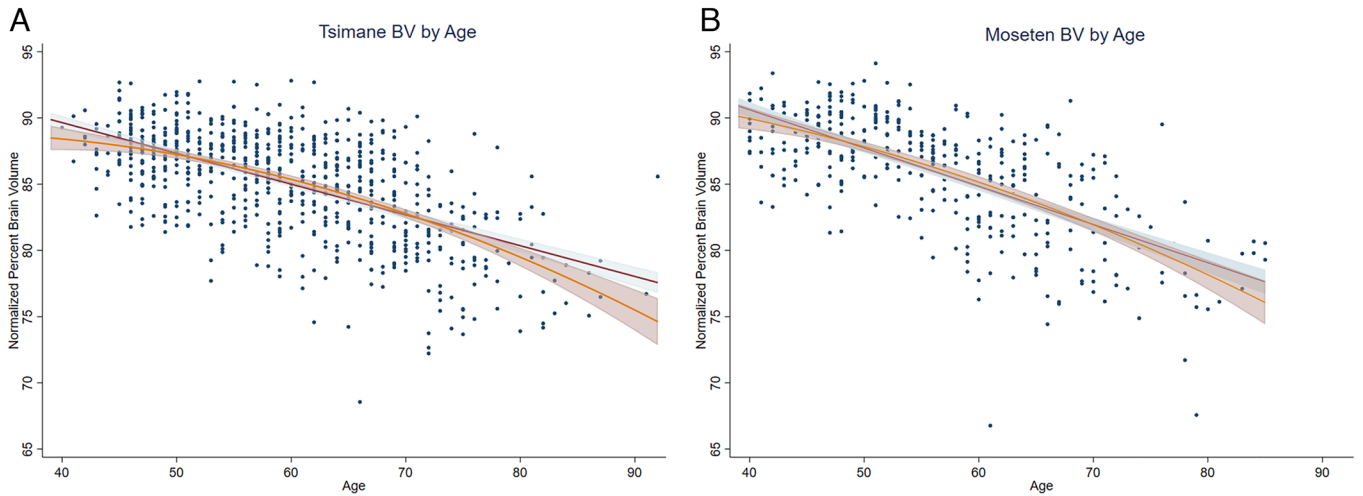 A
Tsimane BV by Age
Normalized Percent Brain Volume
95
90
85
80
75
70
65
40 50 60 70 80 90
Age
B
Moseten BV by Age
Normalized Percent Brain Volume
95
90
85
80
75
70
65
40 50 60 70 80 90
Age